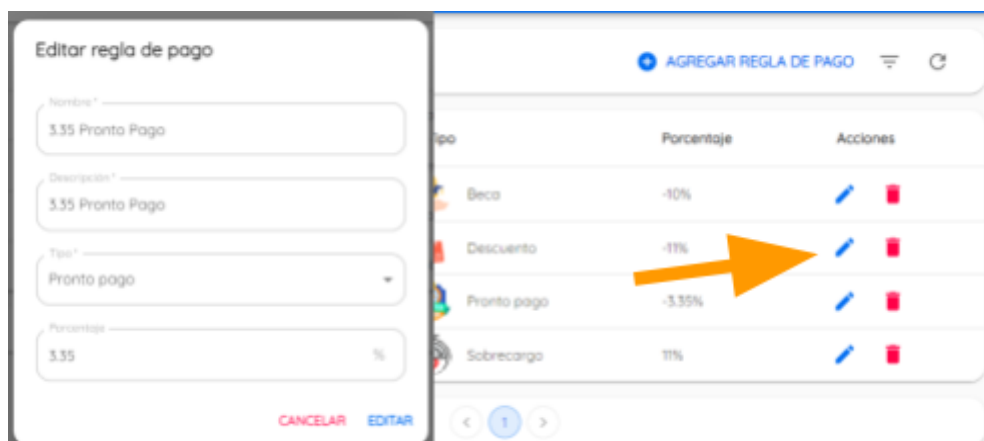 Editar regla de pago
Nombre *
3.35 Pronto Pago
Descripción *
3.35 Pronto Pago
Tipo *
Pronto pago
Porcentaje
3.35 %
CANCELAR EDITAR
AGREGAR REGLA DE PAGO
Tipo Porcentaje Acciones
Beca -10%
Descuento -11%
Pronto pago -3.35%
Sobrecargo 11%
< 1 >